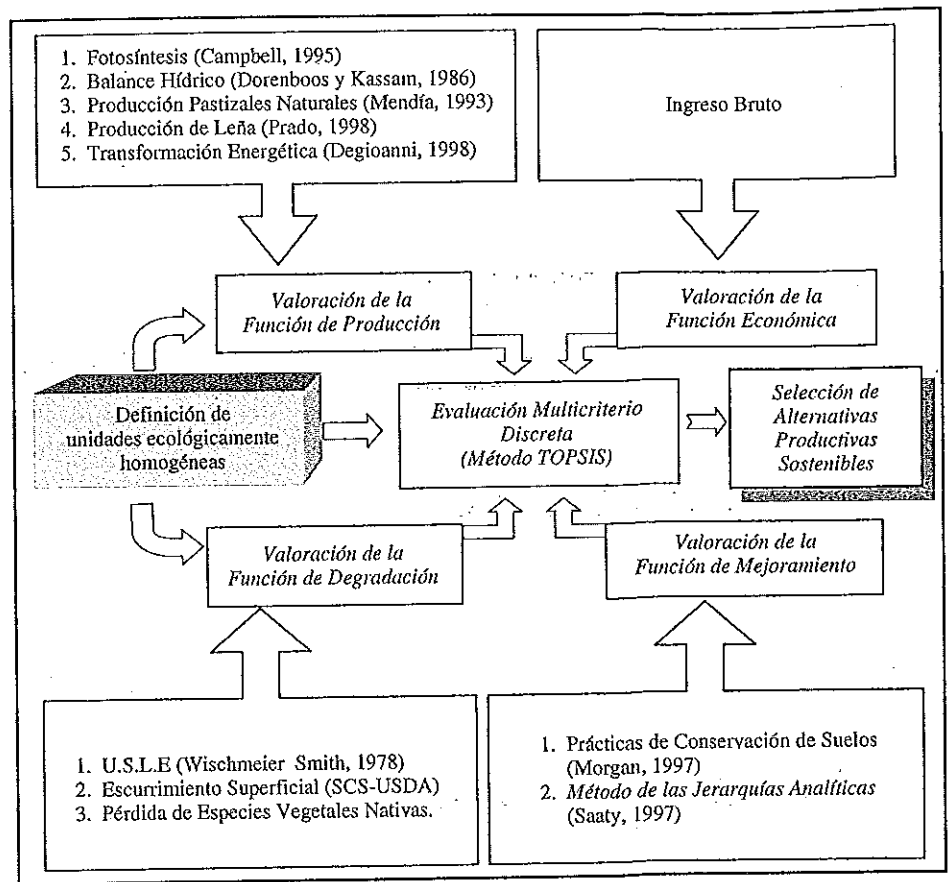 1. Fotosíntesis (Campbell, 1995)
2. Balance Hídrico (Dorenboos y Kassam, 1986)
3. Producción Pastizales Naturales (Mendía, 1993)
4. Producción de Leña (Prado, 1998)
5. Transformación Energética (Degioanni, 1998)
Ingreso Bruto
Valoración de la
Función de Producción
Valoración de la
Función Económica
Definición de
unidades ecológicamente
homogéneas
Evaluación Multicriterio
Discreta
(Método TOPSIS)
Selección de
Alternativas
Productivas
Sostenibles
Valoración de la
Función de Degradación
Valoración de la
Función de Mejoramiento
1. U.S.L.E (Wischmeier Smith, 1978)
2. Escurrimiento Superficial (SCS-USDA)
3. Pérdida de Especies Vegetales Nativas.
1. Prácticas de Conservación de Suelos
(Morgan, 1997)
2. Método de las Jerarquías Analíticas
(Saaty, 1997)